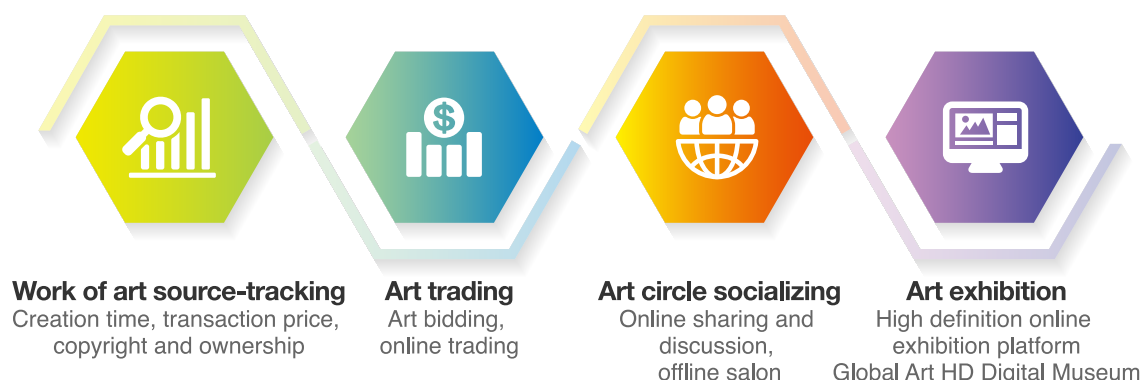 $
Work of art source-tracking
Creation time, transaction price,
copyright and ownership
Art trading
Art bidding,
online trading
Art circle socializing
Online sharing and
discussion,
offline salon
Art exhibition
High definition online
exhibition platform
Global Art HD Digital Museum